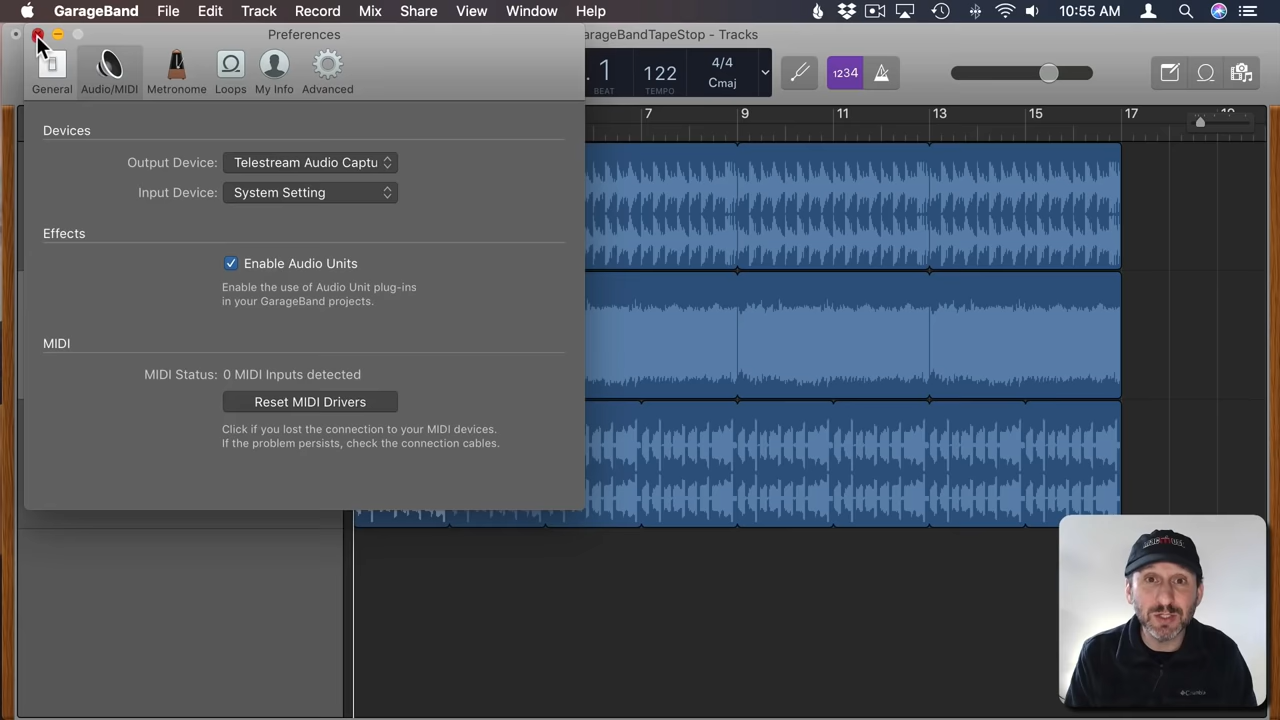 GarageBand File Edit Track Record Mix Share View Window Help 10:55 AM
Preferences
arageBandTapeStop - Tracks
. 1
122
4/4
Cmaj
1234
BEAT
TEMPO
General Audio/MIDI Metronome Loops My Info Advanced
7 9 11 13 15 17
Devices
Output Device: Telestream Audio Captu
Input Device: System Setting
Effects
Enable Audio Units
Enable the use of Audio Unit plug-ins
in your GarageBand projects.
MIDI
MIDI Status: 0 MIDI Inputs detected
Reset MIDI Drivers
Click if you lost the connection to your MIDI devices.
If the problem persists, check the connection cables.
Columbia